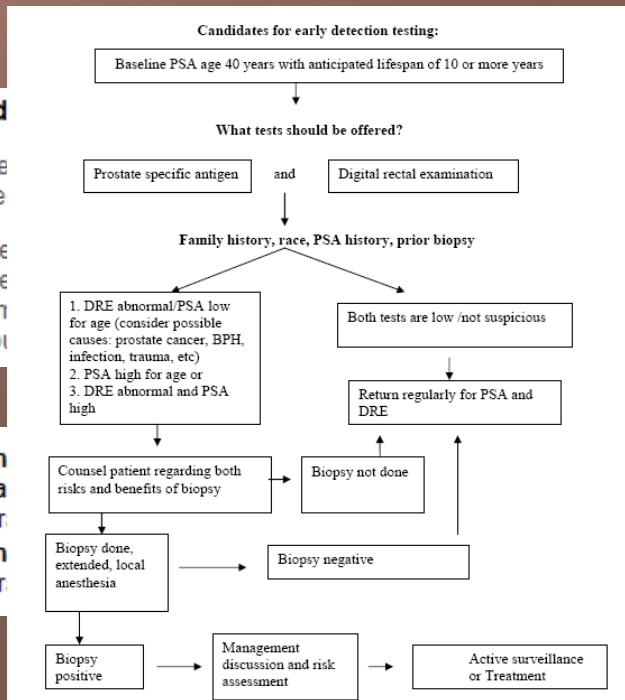 Candidates for early detection testing:
Baseline PSA age 40 years with anticipated lifespan of 10 or more years
What tests should be offered?
Prostate specific antigen
and
Digital rectal examination
Family history, race, PSA history, prior biopsy
1. DRE abnormal/PSA low
for age (consider possible
causes: prostate cancer, BPH,
infection, trauma, etc)
2. PSA high for age or
3. DRE abnormal and PSA
high
Both tests are low /not suspicious
Return regularly for PSA and
DRE
Counsel patient regarding both
risks and benefits of biopsy
Biopsy not done
Biopsy done,
extended, local
anesthesia
Biopsy negative
Biopsy
positive
Management
discussion and risk
assessment
Active surveillance
or Treatment